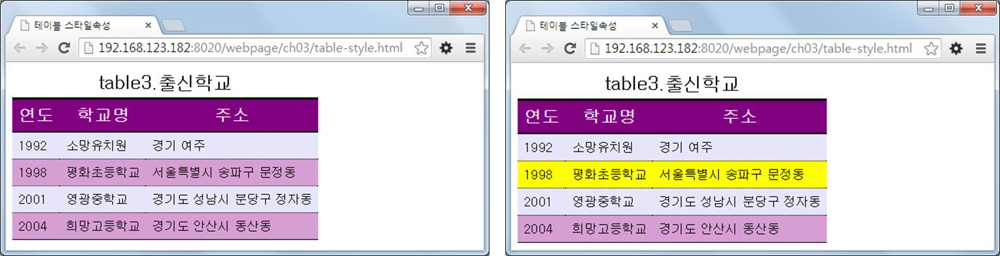 테이블 스타일속성
192.168.123.182:8020/webpage/ch03/table-style.html
table3.출신학교
연도 학교명 주소
1992 소망유치원 경기 여주
1998 평화초등학교 서울특별시 송파구 문정동
2001 영광중학교 경기도 성남시 분당구 정자동
2004 희망고등학교 경기도 안산시 동산동
테이블 스타일속성
192.168.123.182:8020/webpage/ch03/table-style.html
table3.출신학교
연도 학교명 주소
1992 소망유치원 경기 여주
1998 평화초등학교 서울특별시 송파구 문정동
2001 영광중학교 경기도 성남시 분당구 정자동
2004 희망고등학교 경기도 안산시 동산동